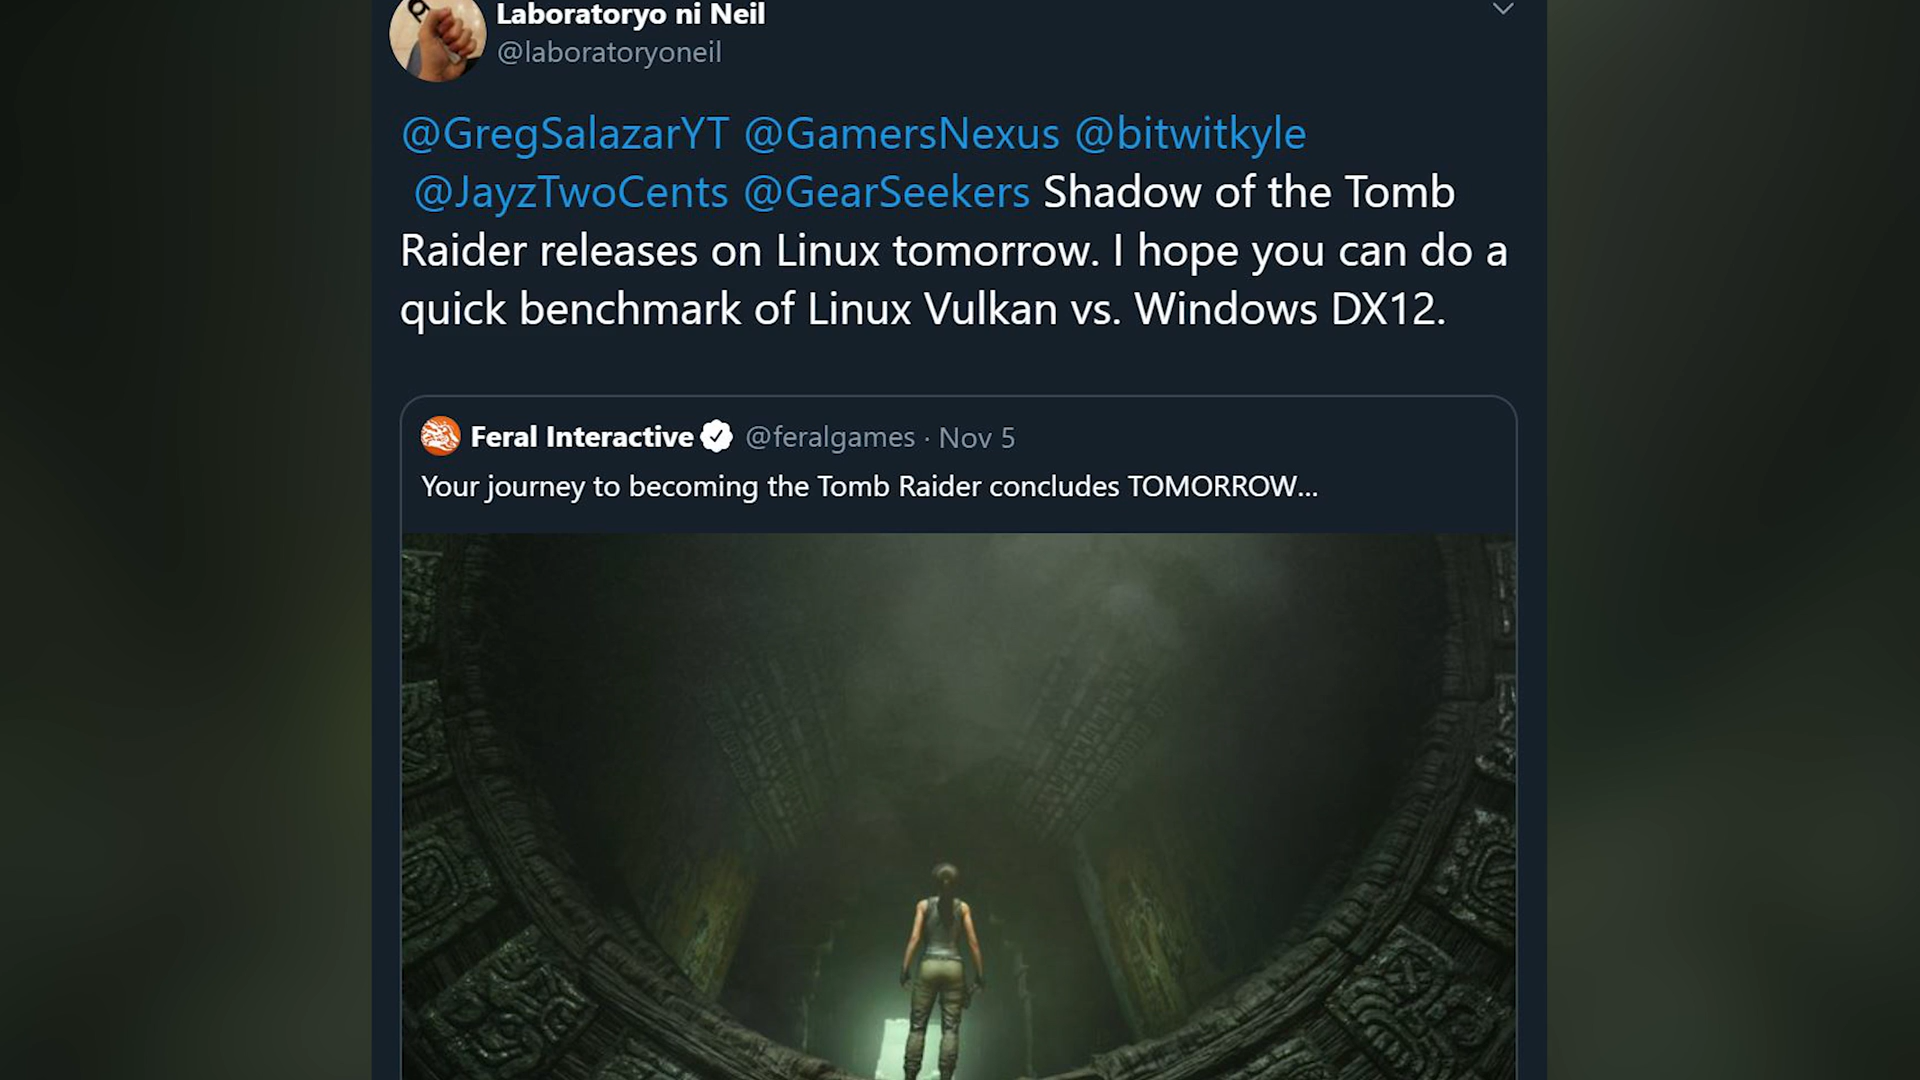 Laboratoryo ni Neil
@laboratoryoneil
@GregSalazarYT @GamersNexus @bitwitkyle
@JayzTwoCents @GearSeekers Shadow of the Tomb
Raider releases on Linux tomorrow. I hope you can do a
quick benchmark of Linux Vulkan vs. Windows DX12.
Feral Interactive @feralgames · Nov 5
Your journey to becoming the Tomb Raider concludes TOMORROW...